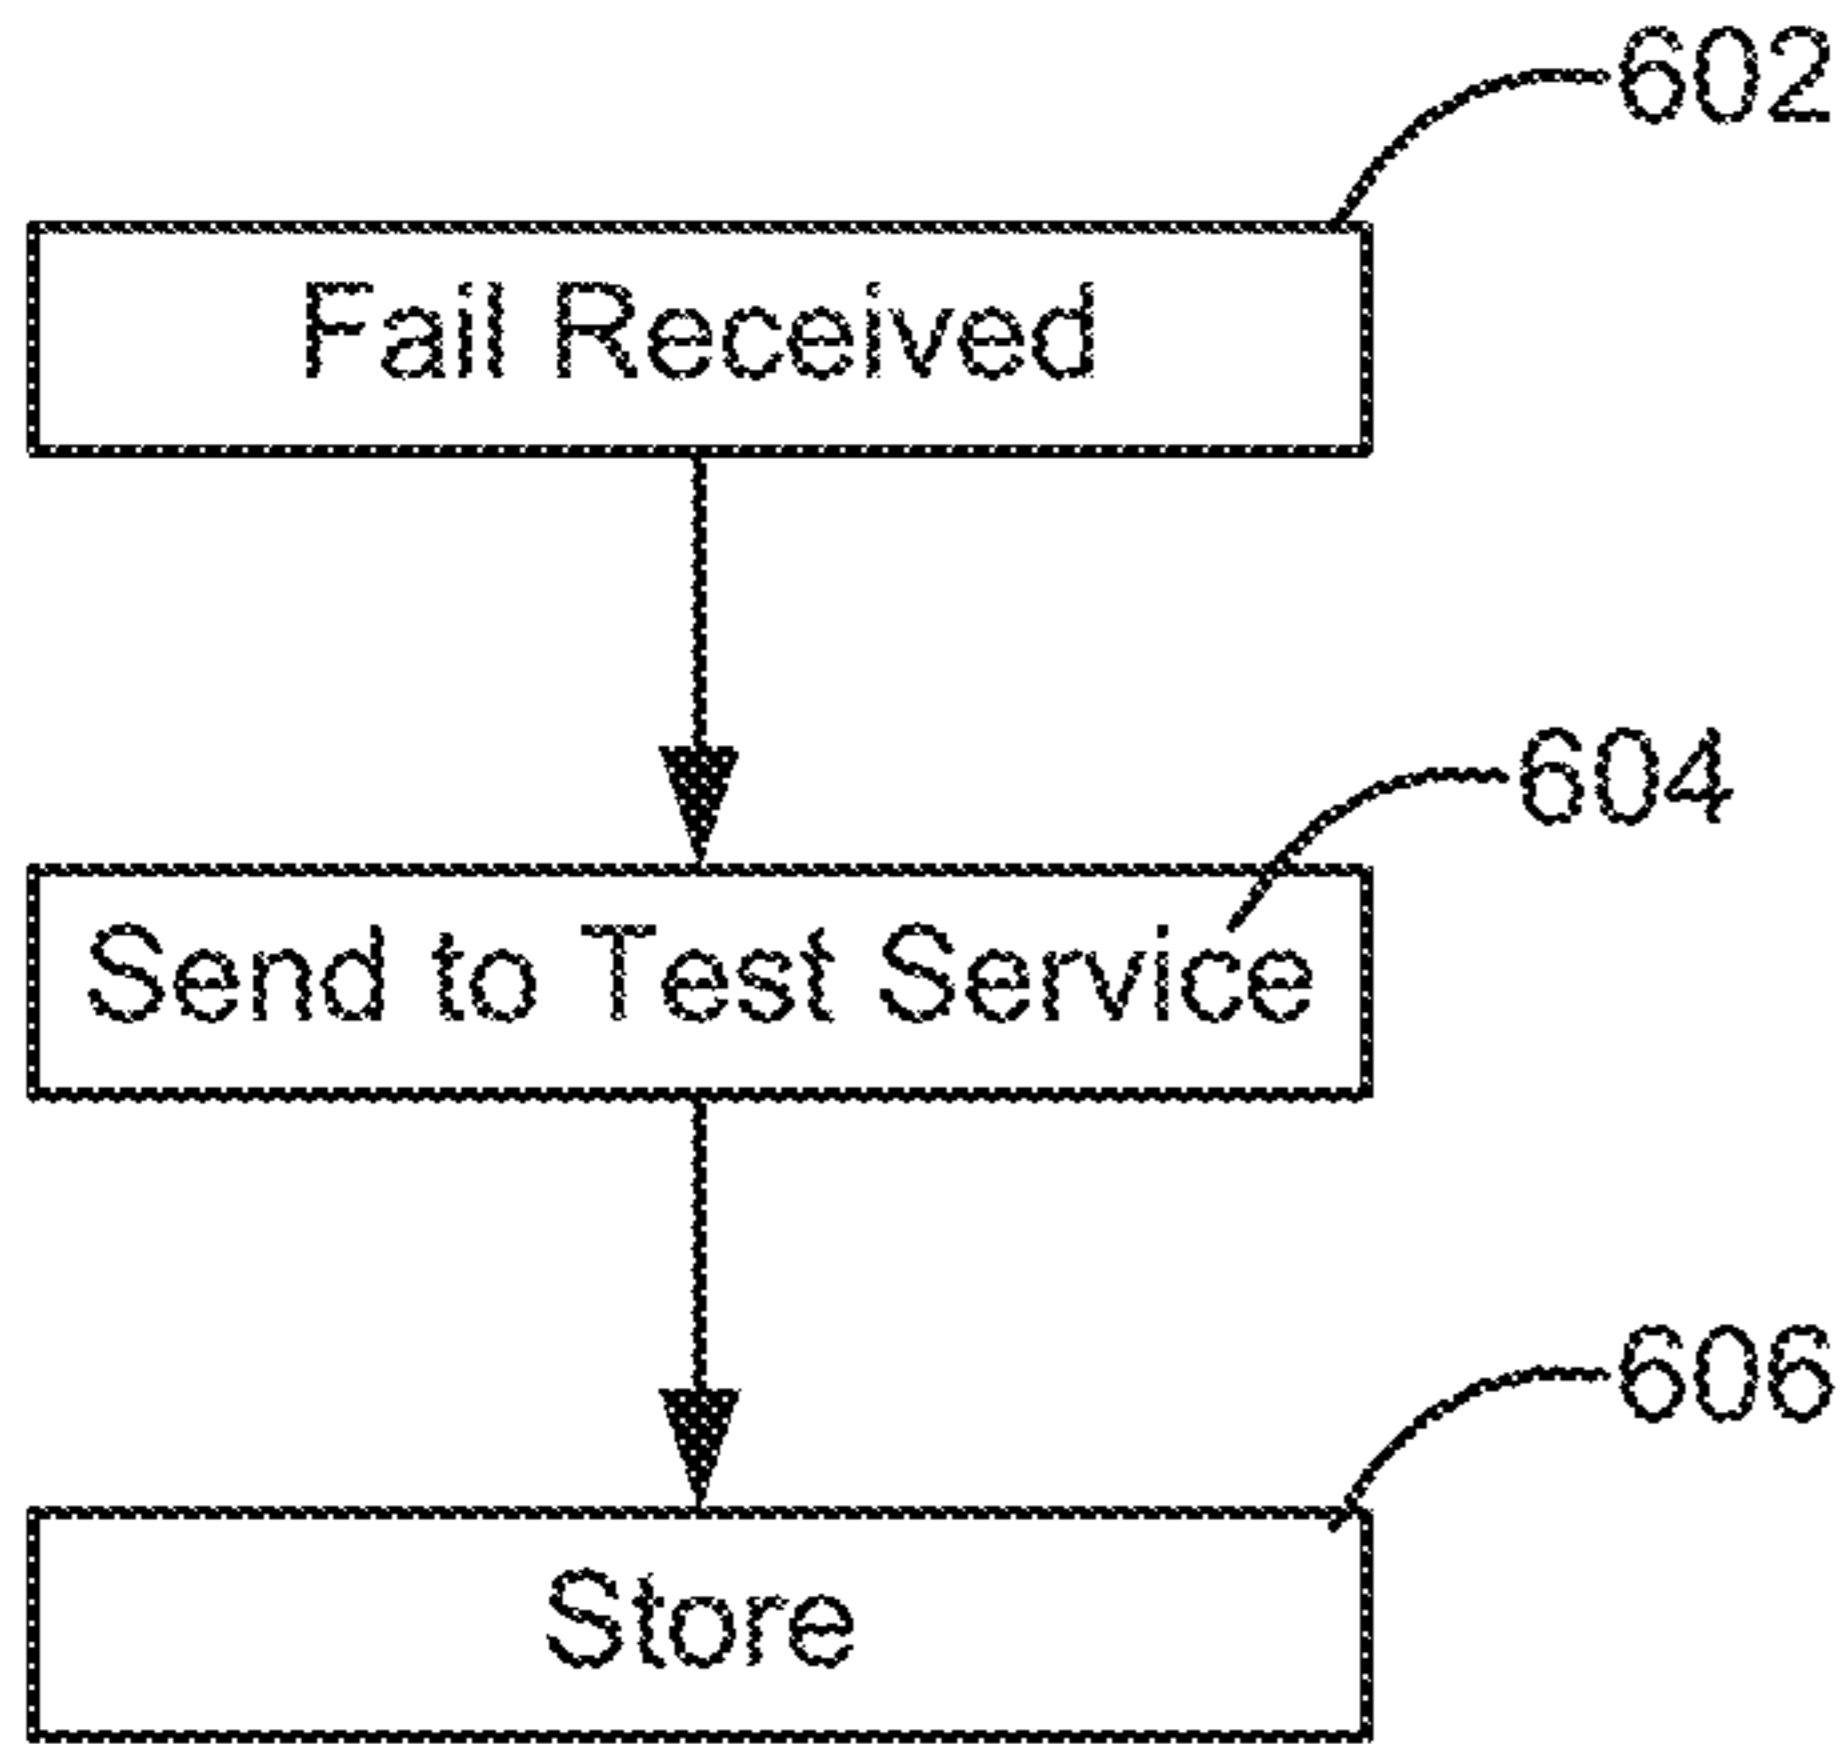 602
Fail Received
604
Send to Test Service
606
Store